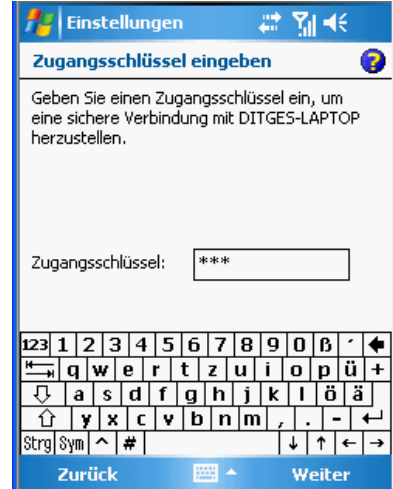 Einstellungen
Zugangsschlüssel eingeben
Geben Sie einen Zugangsschlüssel ein, um
eine sichere Verbindung mit DITGES-LAPTOP
herzustellen.
Zugangsschlüssel: ***
123 1 2 3 4 5 6 7 8 9 0 ß ´
q w e r t z u i o p ü +
a s d f g h j k l ö ä
y x c v b n m , . -
Strg Sym ^ # ↓ ↑ ← →
Zurück Weiter